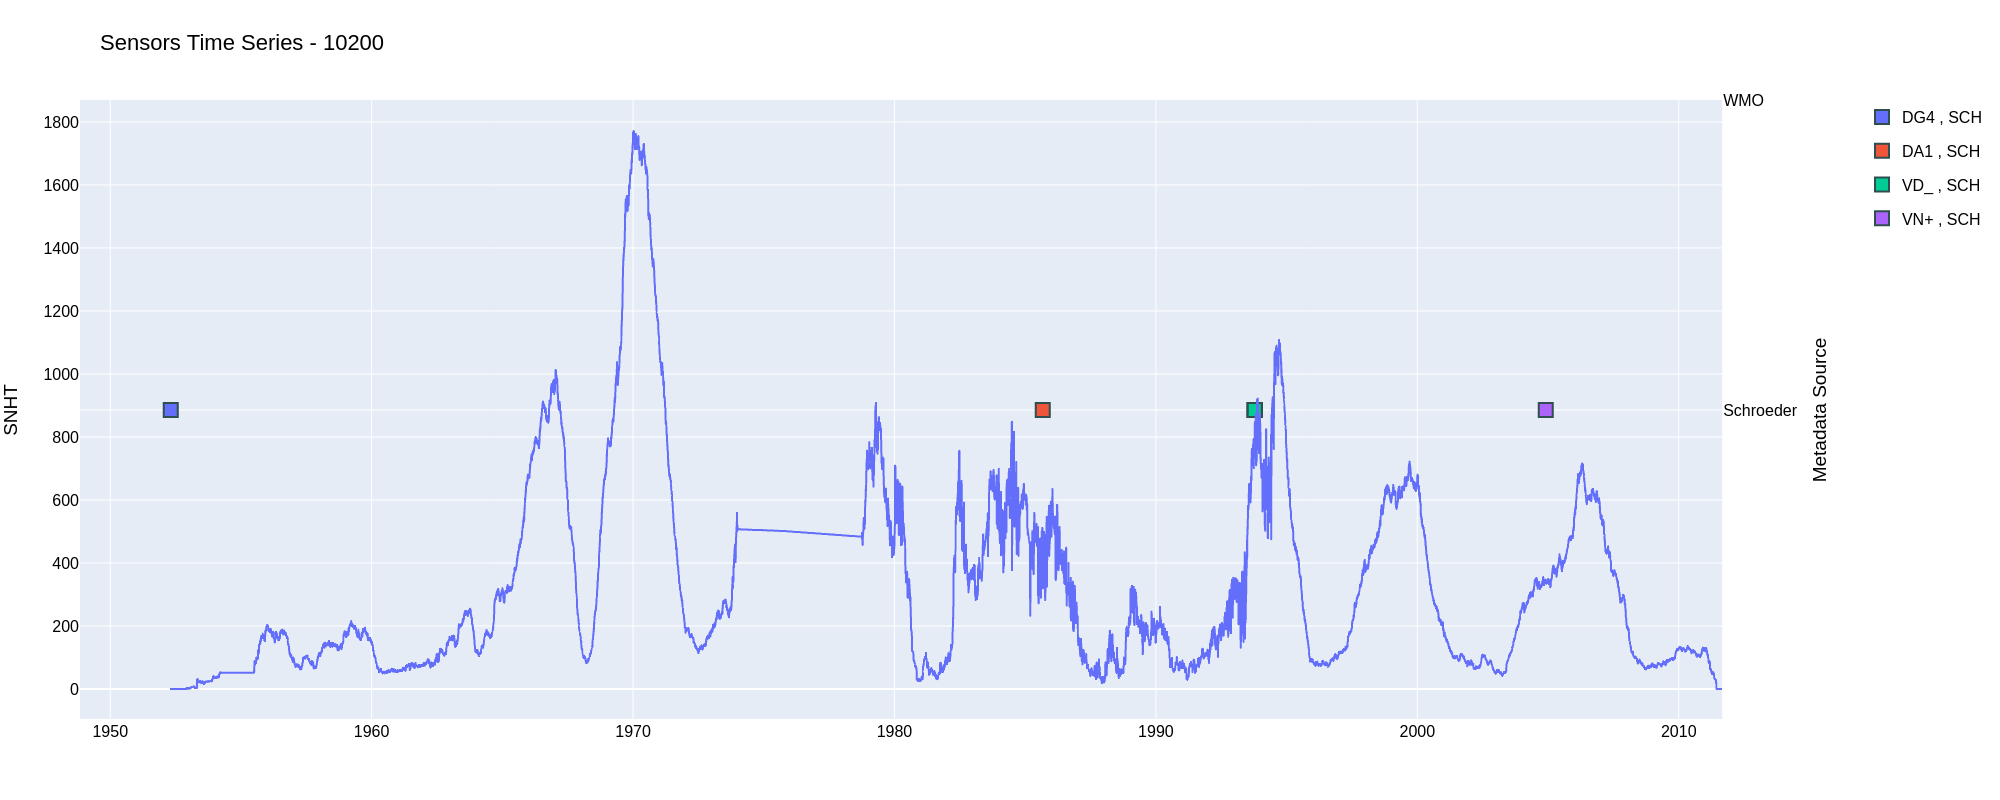 Sensors Time Series - 10200
WMO
DG4 , SCH
DA1 , SCH
VD_ , SCH
VN+ , SCH
1800
1600
1400
1200
1000
800
600
400
200
0
SNHT
Schroeder
Metadata Source
1950
1960
1970
1980
1990
2000
2010